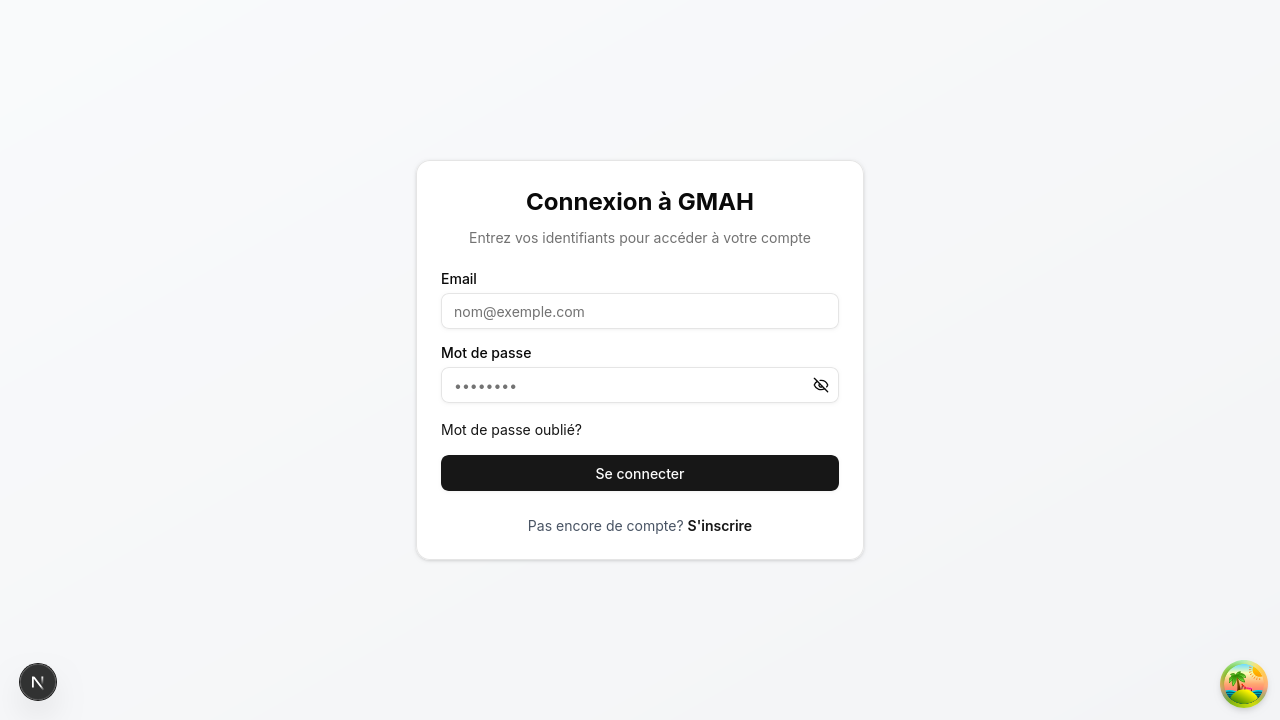 Connexion à GMAH
Entrez vos identifiants pour accéder à votre compte
Email
nom@exemple.com
Mot de passe
••••••••
Mot de passe oublié?
Se connecter
Pas encore de compte? S'inscrire
N